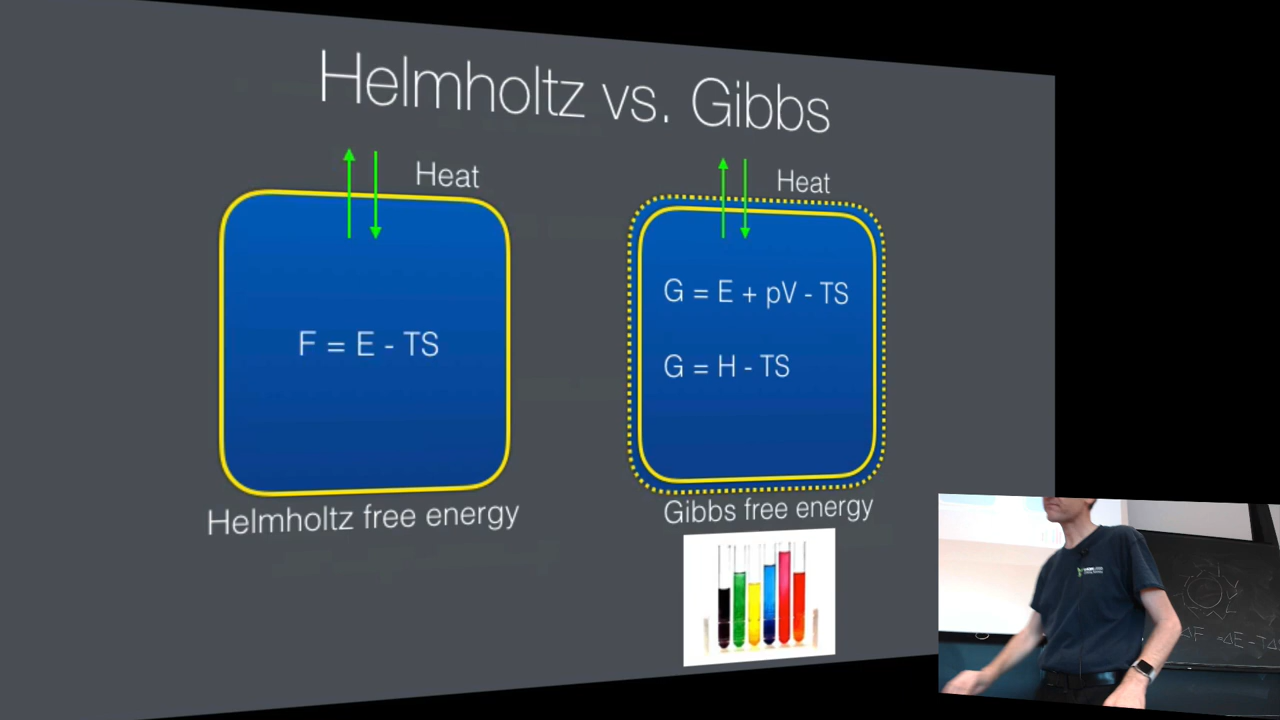 Helmholtz vs. Gibbs
Heat
F = E - TS
Helmholtz free energy
Heat
G = E + pV - TS
G = H - TS
Gibbs free energy